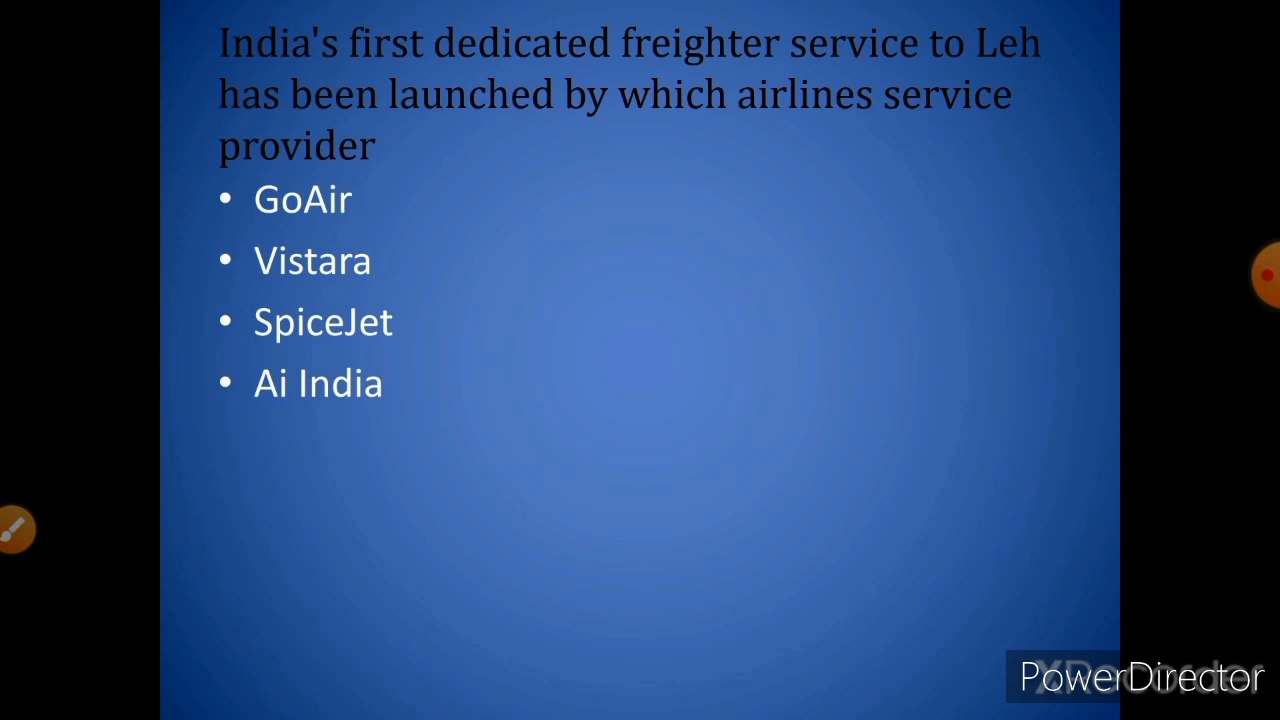 India's first dedicated freighter service to Leh
has been launched by which airlines service
provider
• GoAir
• Vistara
• SpiceJet
• Ai India
XRecorder
PowerDirector